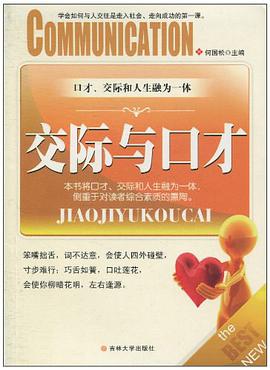 学会如何与人交往是走入社会、走向成功的第一课。
COMMUNICATION
何国松 主编
口才、交际和人生融为一体
交际与口才
本书将口才、交际和人生融为一体，
侧重于对读者综合素质的熏陶。
JIAOJIYUKOUCAI
笨嘴拙舌，词不达意，会使人四外碰壁，
寸步难行；巧舌如簧，口吐莲花，
会使你柳暗花明，左右逢源。
the
BEST
NEW
吉林大学出版社